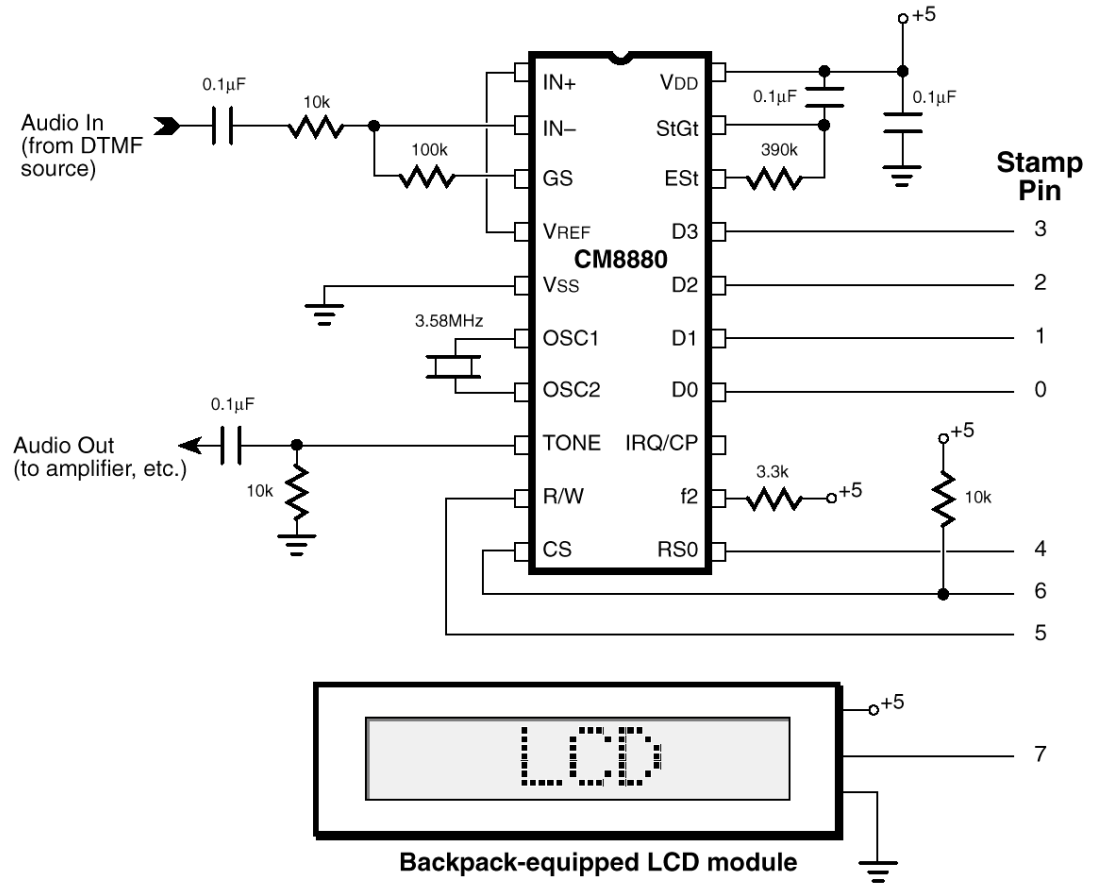 +5
0.1µF
10k
Audio In
(from DTMF
source)
100k
IN+
IN–
GS
VREF
VSS
OSC1
OSC2
TONE
R/W
CS
CM8880
VDD
StGt
ESt
D3
D2
D1
D0
IRQ/CP
f2
RS0
0.1µF
0.1µF
390k
Stamp
Pin
3
2
1
0
3.58MHz
0.1µF
Audio Out
(to amplifier, etc.)
10k
3.3k
+5
+5
10k
4
6
5
LCD
+5
7
Backpack-equipped LCD module